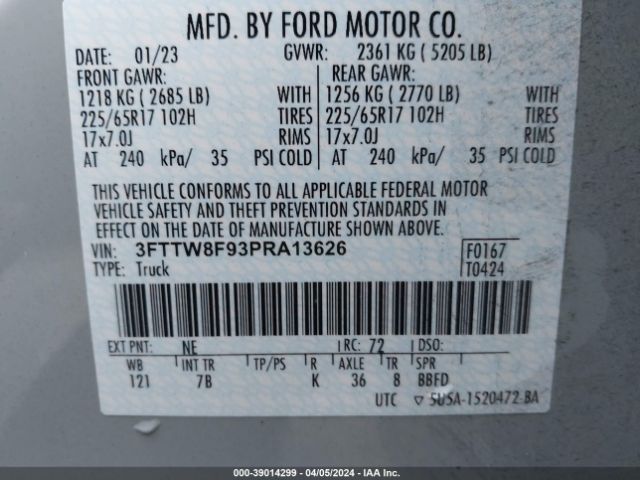 MFD. BY FORD MOTOR CO.
DATE: 01/23 GVWR: 2361 KG ( 5205 LB)
FRONT GAWR: REAR GAWR:
1218 KG ( 2685 LB) WITH 1256 KG ( 2770 LB) WITH
225/65R17 102H TIRES 225/65R17 102H TIRES
17x7.0J RIMS 17x7.0J RIMS
AT 240 kPa/ 35 PSI COLD AT 240 kPa/ 35 PSI COLD
THIS VEHICLE CONFORMS TO ALL APPLICABLE FEDERAL MOTOR
VEHICLE SAFETY AND THEFT PREVENTION STANDARDS IN
EFFECT ON THE DATE OF MANUFACTURE SHOWN ABOVE.
VIN: 3FTTW8F93PRA13626 F0167
TYPE: Truck T0424
EXT PNT: NE RC: 72 DSO:
WB INT TR TP/PS R AXLE TR SPR
121 7B K 36 8 BBFD
UTC ▽ 5U5A-1520472-BA
000-39014299 - 04/05/2024 - IAA Inc.